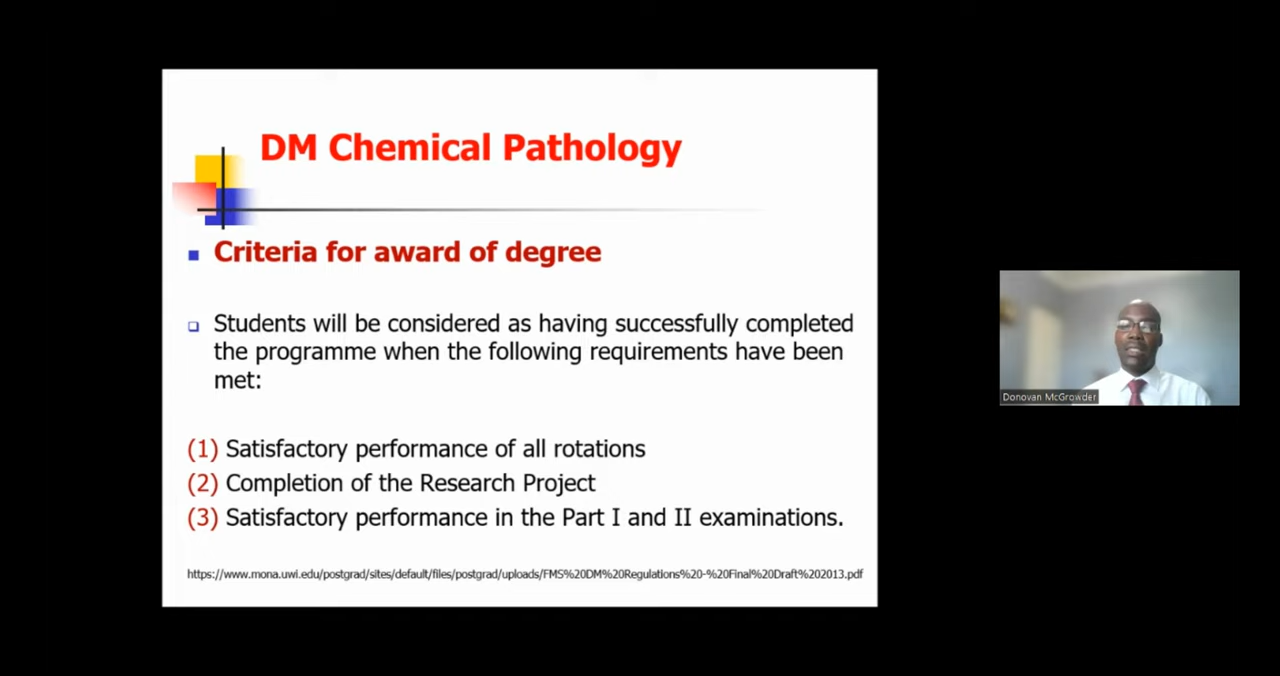 DM Chemical Pathology
Criteria for award of degree
Students will be considered as having successfully completed
the programme when the following requirements have been
met:
(1) Satisfactory performance of all rotations
(2) Completion of the Research Project
(3) Satisfactory performance in the Part I and II examinations.
https://www.mona.uwi.edu/postgrad/sites/default/files/postgrad/uploads/FMS%20DM%20Regulations%20-%20Final%20Draft%202013.pdf
Donovan McGrowder